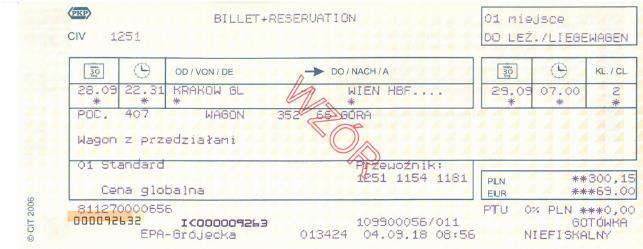 PKP BILLET+RESERVATION 01 miejsce
CIV 1251 DO LEŻ./LIEGEWAGEN
OD / VON / DE → DO / NACH / A KL. / CL.
28.09 22.31 KRAKOW GL WIEN HBF.... 29.09 07.00 2
* * * * * * *
POC. 407 WAGON 352 66 GÓRA
Wagon z przedziałami
WZÓR
01 Standard Przewoźnik:
1251 1154 1181
PLN **300,15
Cena globalna EUR ***69.00
811270000656 PTU 0% PLN ***0,00
000092632 IC000009263 109900056/011 GOTÓWKA
EPA-Grójecka 013424 04.09.18 08:56 NIEFISKALNY
© CIT 2006